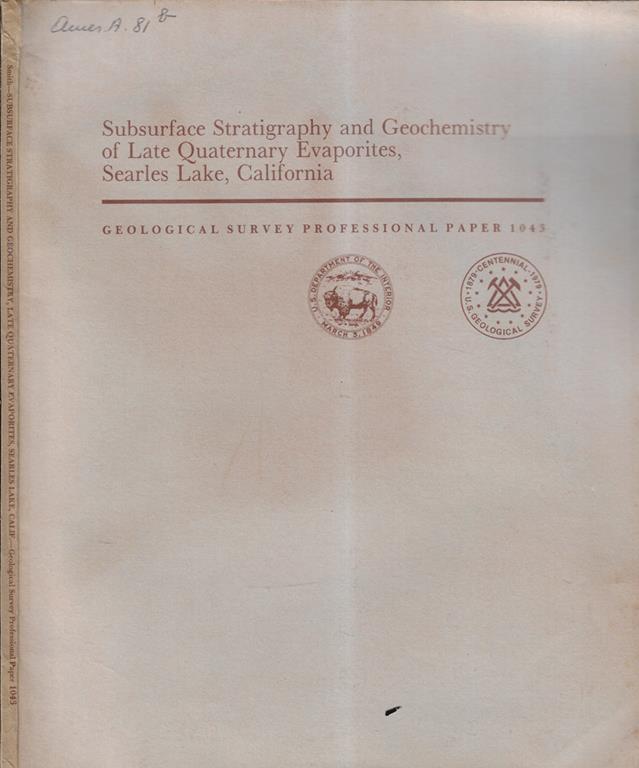 Amer. A. 81 b
Subsurface Stratigraphy and Geochemistry
of Late Quaternary Evaporites,
Searles Lake, California
GEOLOGICAL SURVEY PROFESSIONAL PAPER 1043
U.S. DEPARTMENT OF THE INTERIOR
MARCH 3, 1849
1879-CENTENNIAL-1979
U.S. GEOLOGICAL SURVEY
Smith—SUBSURFACE STRATIGRAPHY AND GEOCHEMISTRY, LATE QUATERNARY EVAPORITES, SEARLES LAKE, CALIF.—Geological Survey Professional Paper 1043